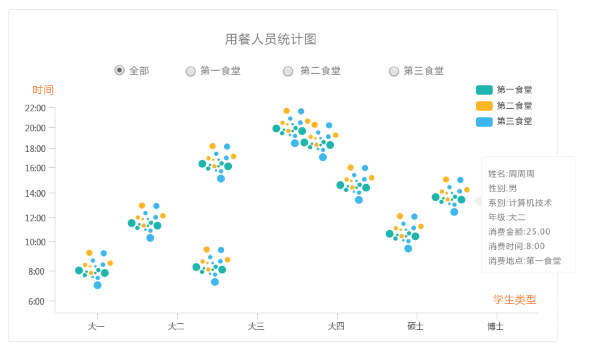 用餐人员统计图
全部 第一食堂 第二食堂 第三食堂
时间
第一食堂
第二食堂
第三食堂
22:00
20:00
18:00
16:00
14:00
12:00
10:00
8:00
6:00
姓名:周周周
性别:男
系别:计算机技术
年级:大二
消费金额:25.00
消费时间:8:00
消费地点:第一食堂
学生类型
大一 大二 大三 大四 硕士 博士